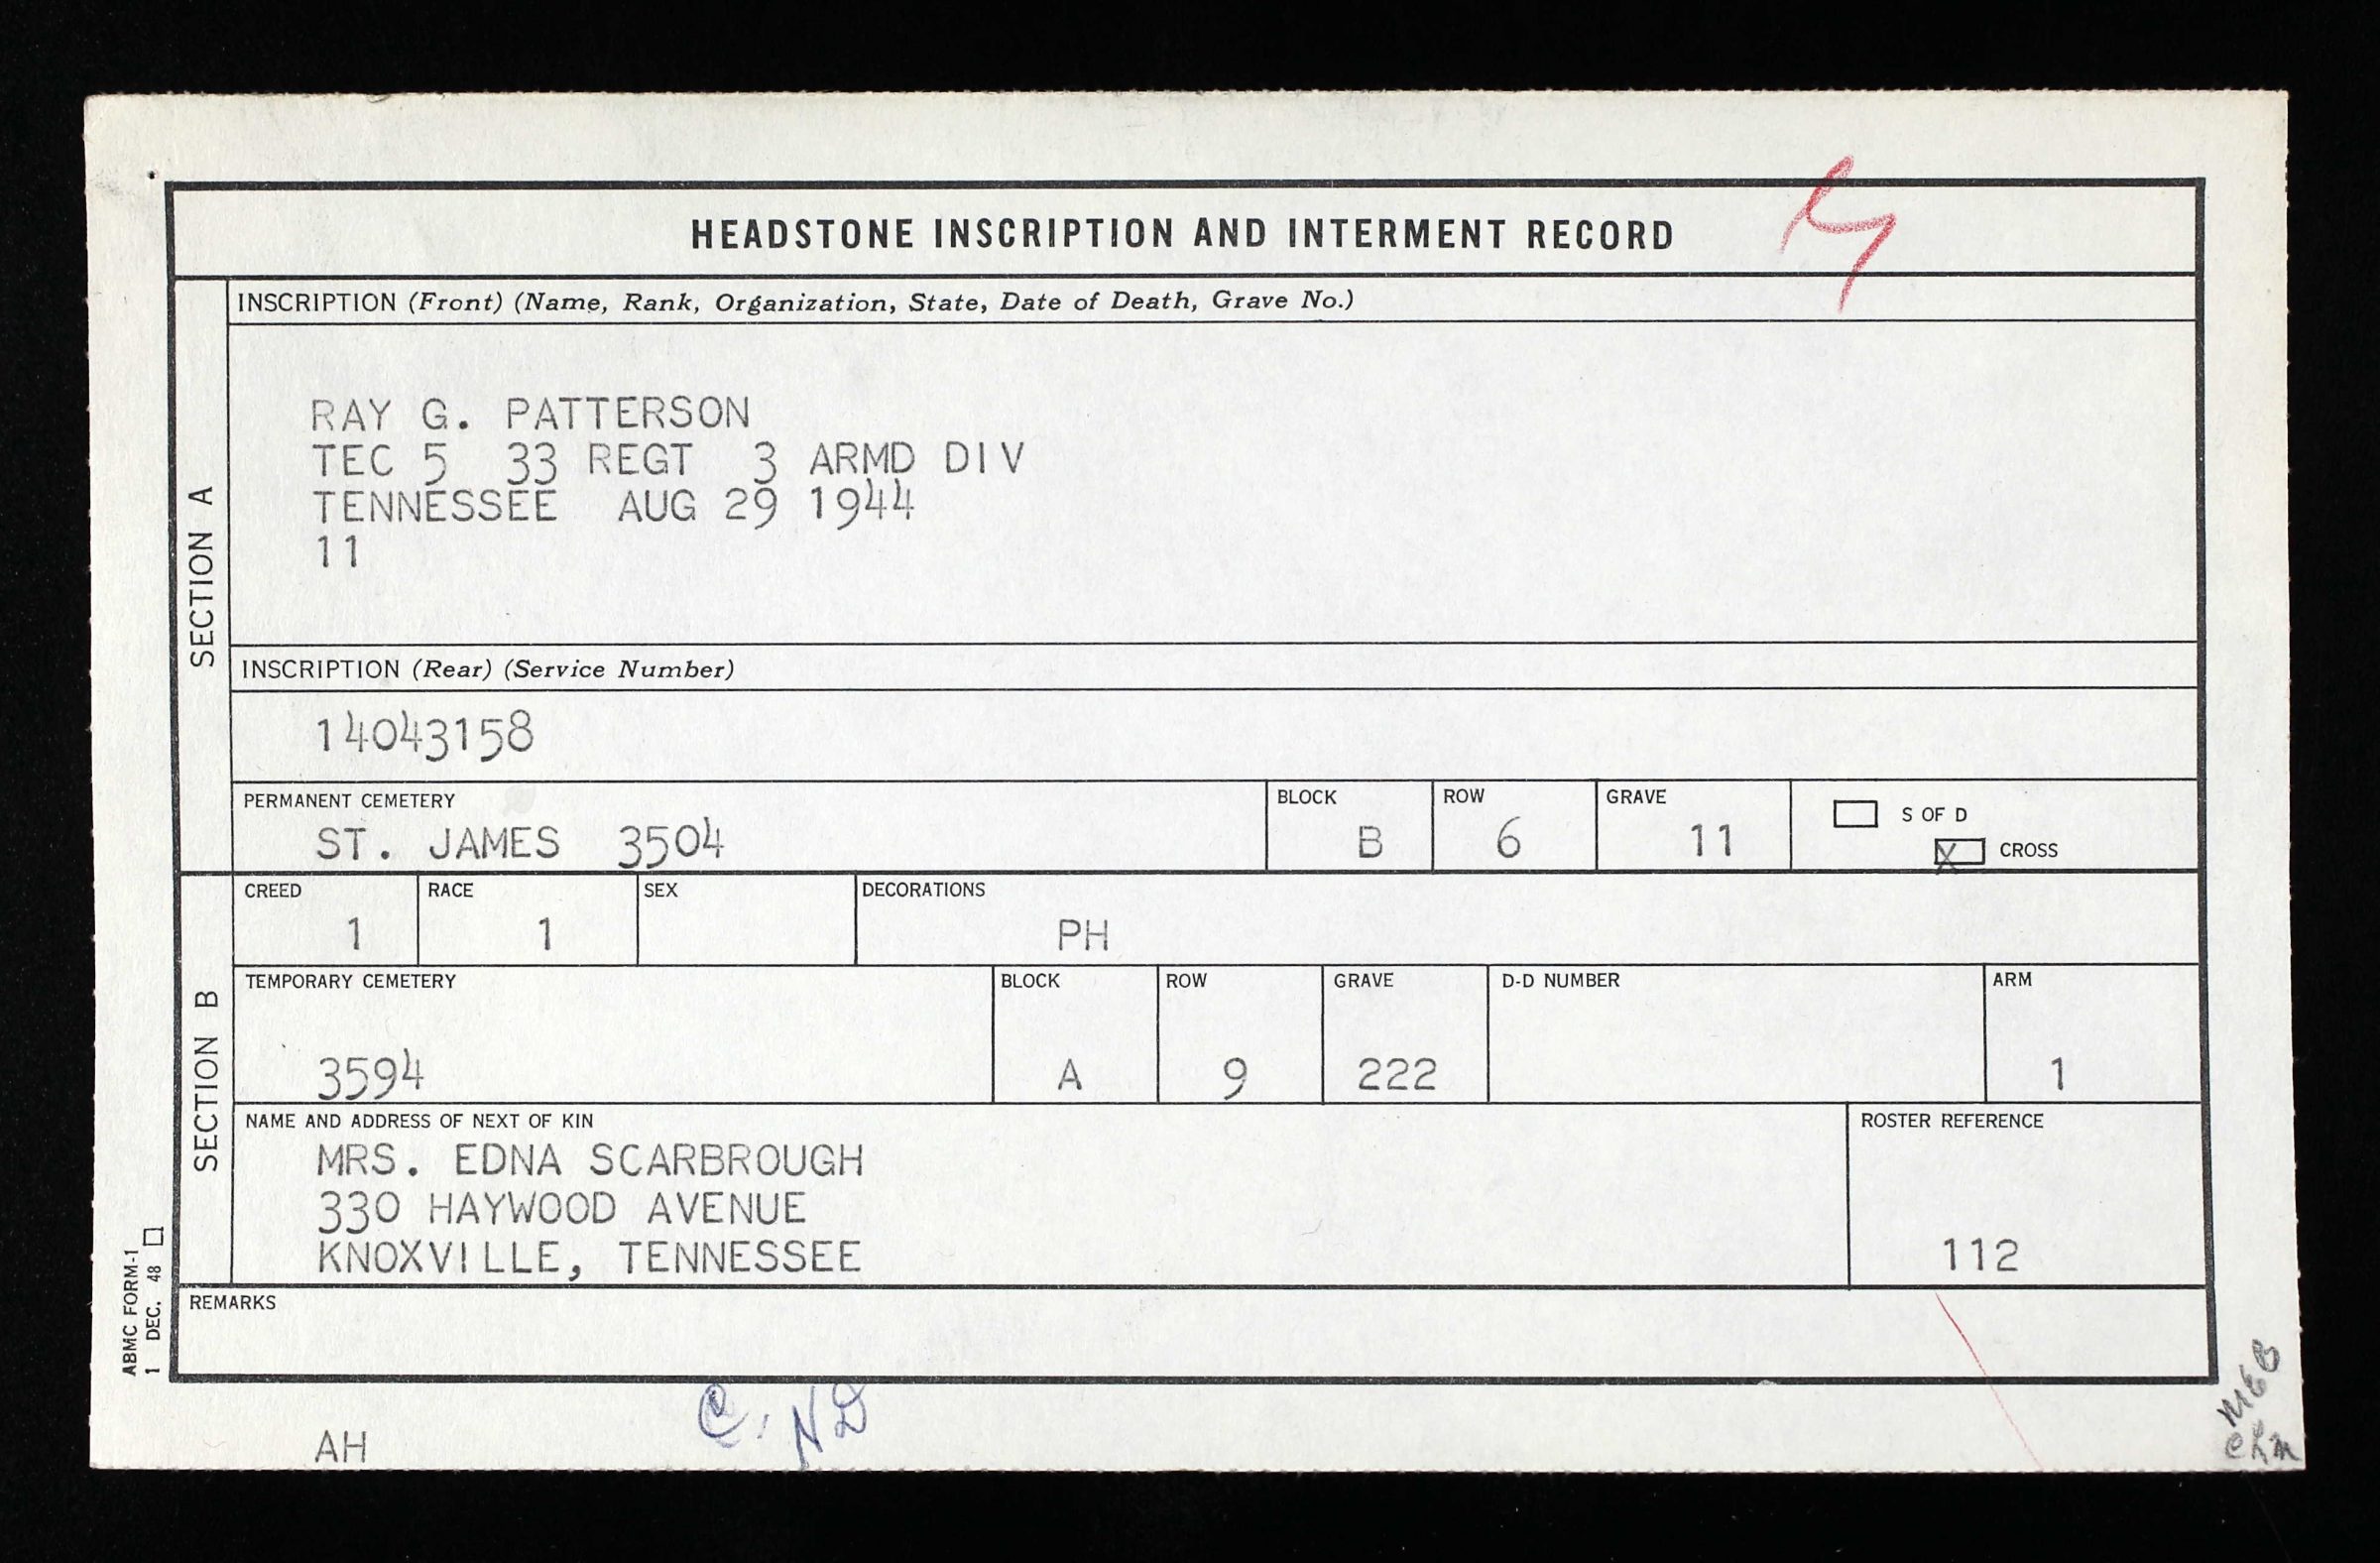 HEADSTONE INSCRIPTION AND INTERMENT RECORD
SECTION A
INSCRIPTION (Front) (Name, Rank, Organization, State, Date of Death, Grave No.)
RAY G. PATTERSON
TEC 5 33 REGT 3 ARMD DIV
TENNESSEE AUG 29 1944
11
INSCRIPTION (Rear) (Service Number)
14043158
PERMANENT CEMETERY BLOCK ROW GRAVE S OF D
ST. JAMES 3504 B 6 11 X CROSS
SECTION B
CREED RACE SEX DECORATIONS
1 1 PH
TEMPORARY CEMETERY BLOCK ROW GRAVE D-D NUMBER ARM
3594 A 9 222 1
NAME AND ADDRESS OF NEXT OF KIN ROSTER REFERENCE
MRS. EDNA SCARBROUGH
330 HAYWOOD AVENUE
KNOXVILLE, TENNESSEE 112
REMARKS
ABMC FORM-1
1 DEC. 48
C. ND
AH
MEB